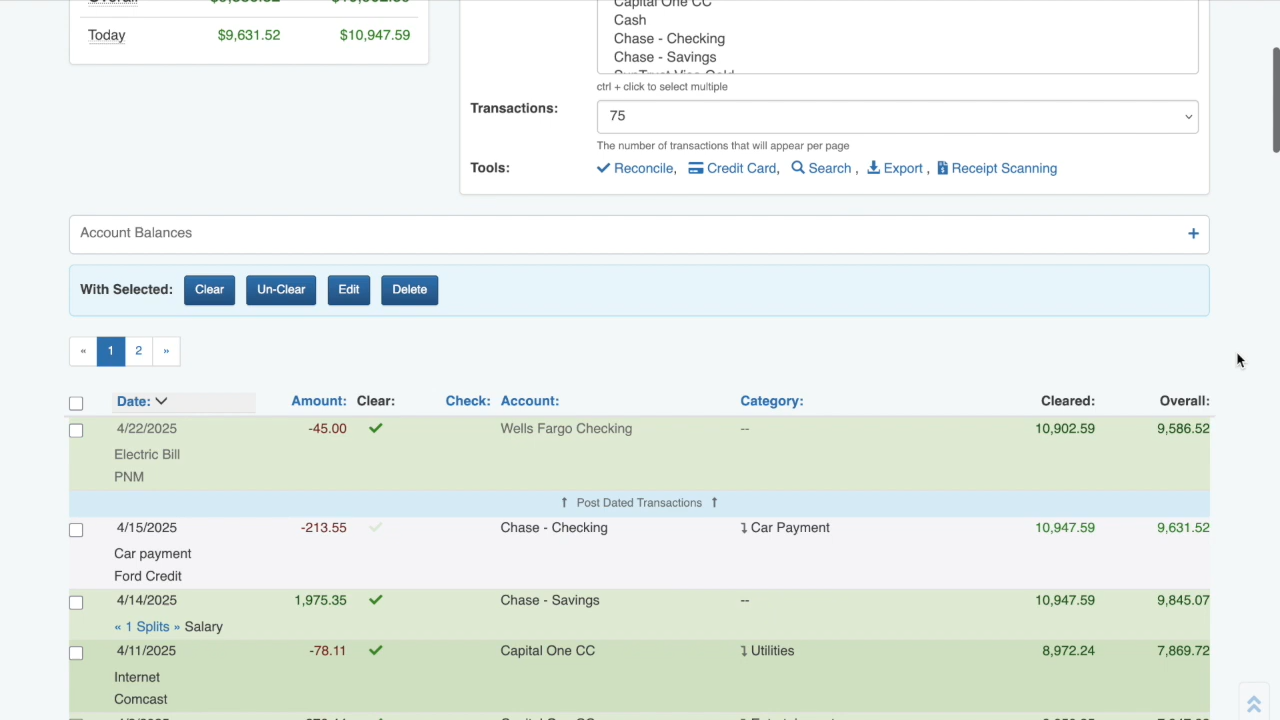 Overall
Today $9,631.52 $10,947.59
Capital One CC
Cash
Chase - Checking
Chase - Savings
ctrl + click to select multiple
Transactions: 75
The number of transactions that will appear per page
Tools: Reconcile, Credit Card, Search , Export , Receipt Scanning
Account Balances +
With Selected: Clear Un-Clear Edit Delete
« 1 2 »
Date: Amount: Clear: Check: Account: Category: Cleared: Overall:
4/22/2025 -45.00 Wells Fargo Checking -- 10,902.59 9,586.52
Electric Bill
PNM
↑ Post Dated Transactions ↑
4/15/2025 -213.55 Chase - Checking Car Payment 10,947.59 9,631.52
Car payment
Ford Credit
4/14/2025 1,975.35 Chase - Savings -- 10,947.59 9,845.07
« 1 Splits » Salary
4/11/2025 -78.11 Capital One CC Utilities 8,972.24 7,869.72
Internet
Comcast